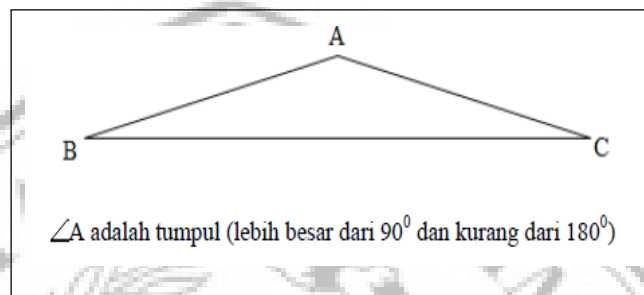 A
B
C
∠A adalah tumpul (lebih besar dari 90⁰ dan kurang dari 180⁰)